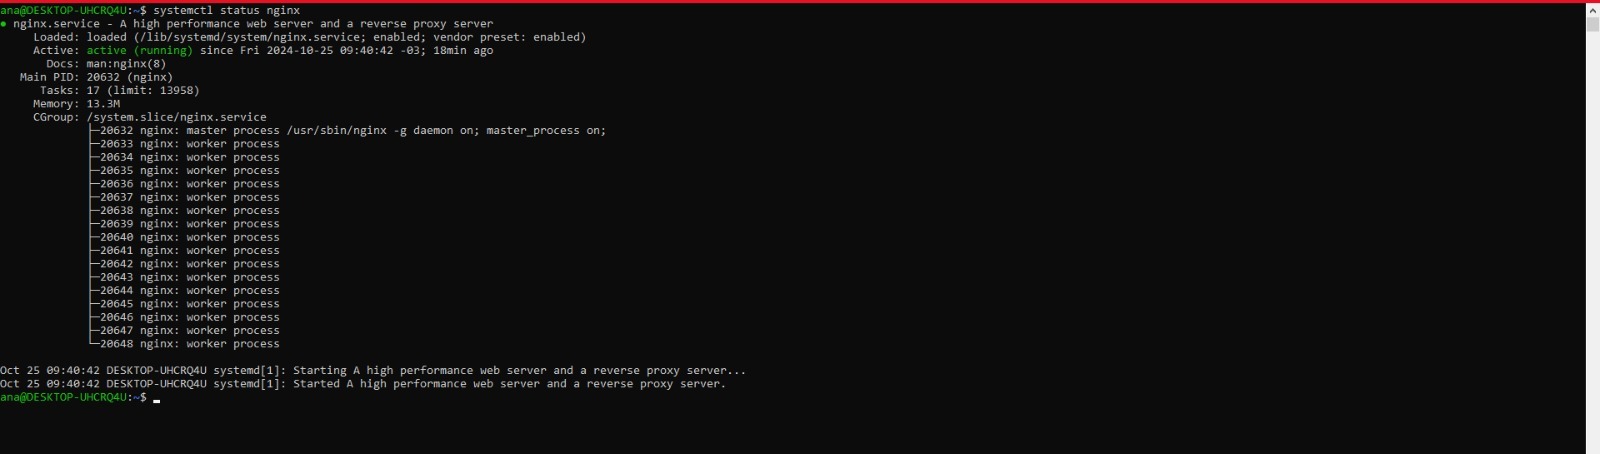 ana@DESKTOP-UHCRQ4U:~$ systemctl status nginx
● nginx.service - A high performance web server and a reverse proxy server
     Loaded: loaded (/lib/systemd/system/nginx.service; enabled; vendor preset: enabled)
     Active: active (running) since Fri 2024-10-25 09:40:42 -03; 18min ago
       Docs: man:nginx(8)
   Main PID: 20632 (nginx)
      Tasks: 17 (limit: 13958)
     Memory: 13.3M
     CGroup: /system.slice/nginx.service
             ├─20632 nginx: master process /usr/sbin/nginx -g daemon on; master_process on;
             ├─20633 nginx: worker process
             ├─20634 nginx: worker process
             ├─20635 nginx: worker process
             ├─20636 nginx: worker process
             ├─20637 nginx: worker process
             ├─20638 nginx: worker process
             ├─20639 nginx: worker process
             ├─20640 nginx: worker process
             ├─20641 nginx: worker process
             ├─20642 nginx: worker process
             ├─20643 nginx: worker process
             ├─20644 nginx: worker process
             ├─20645 nginx: worker process
             ├─20646 nginx: worker process
             ├─20647 nginx: worker process
             └─20648 nginx: worker process

Oct 25 09:40:42 DESKTOP-UHCRQ4U systemd[1]: Starting A high performance web server and a reverse proxy server...
Oct 25 09:40:42 DESKTOP-UHCRQ4U systemd[1]: Started A high performance web server and a reverse proxy server.
ana@DESKTOP-UHCRQ4U:~$